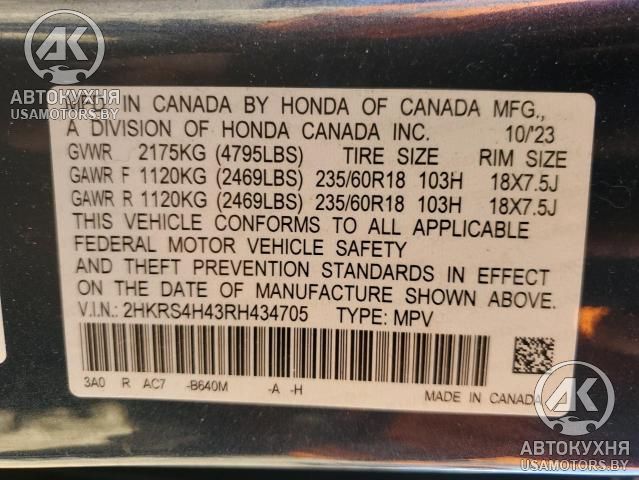 АК
АВТОКУХНЯ
USAMOTORS.BY
MFD. IN CANADA BY HONDA OF CANADA MFG.,
A DIVISION OF HONDA CANADA INC. 10/'23
GVWR 2175KG (4795LBS) TIRE SIZE RIM SIZE
GAWR F 1120KG (2469LBS) 235/60R18 103H 18X7.5J
GAWR R 1120KG (2469LBS) 235/60R18 103H 18X7.5J
THIS VEHICLE CONFORMS TO ALL APPLICABLE
FEDERAL MOTOR VEHICLE SAFETY
AND THEFT PREVENTION STANDARDS IN EFFECT
ON THE DATE OF MANUFACTURE SHOWN ABOVE.
V.I.N.: 2HKRS4H43RH434705 TYPE: MPV
3A0 R AC7 -B640M -A -H
MADE IN CANADA
АК
АВТОКУХНЯ
USAMOTORS.BY